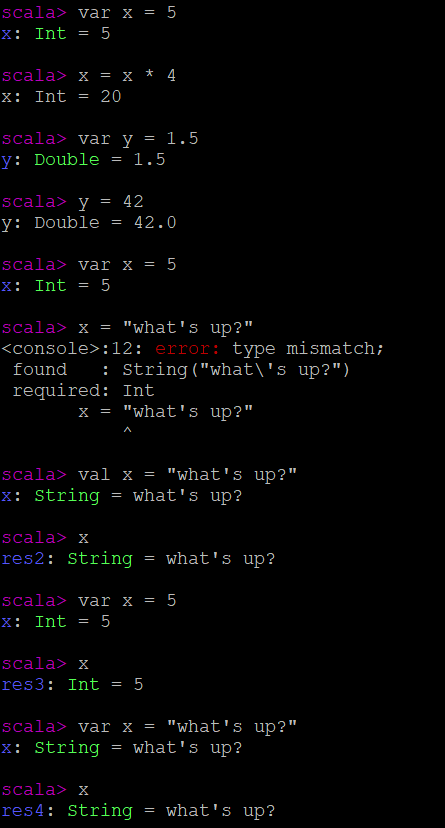 scala> var x = 5
x: Int = 5
scala> x = x * 4
x: Int = 20
scala> var y = 1.5
y: Double = 1.5
scala> y = 42
y: Double = 42.0
scala> var x = 5
x: Int = 5
scala> x = "what's up?"
<console>:12: error: type mismatch;
 found   : String("what\'s up?")
 required: Int
       x = "what's up?"
           ^
scala> val x = "what's up?"
x: String = what's up?
scala> x
res2: String = what's up?
scala> var x = 5
x: Int = 5
scala> x
res3: Int = 5
scala> var x = "what's up?"
x: String = what's up?
scala> x
res4: String = what's up?